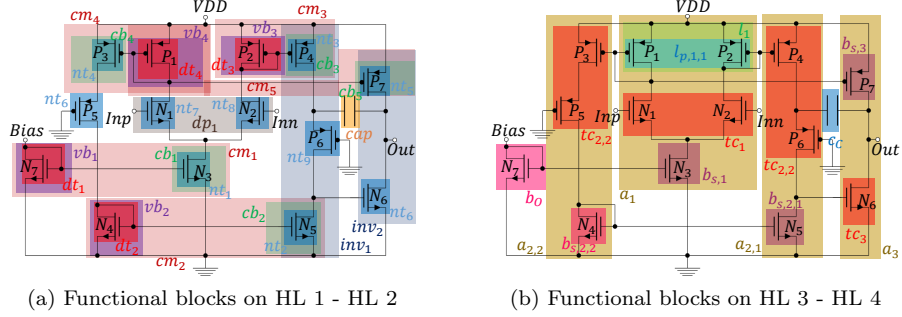 VDD
cm4
cm3
vb4
vb3
cb4
P3
P1
P2
P4
nt3
nt4
dt4
dt3
cb3
P7
nt5
cm5
nt6
P5
Inp
N1
nt7
nt8
N2
Inn
cb5
dp1
cap
P6
nt9
Out
Bias
vb1
N7
dt1
cb1
cm1
N3
nt1
N6
nt6
vb2
N4
dt2
cb2
N5
inv2
inv1
cm2
(a) Functional blocks on HL 1 - HL 2
VDD
P3
P1
l1
lp,1,1
P2
P4
bs,3
P7
P5
Inp
N1
N2
Inn
tc2,2
tc1
cC
P6
Out
Bias
N7
N3
bs,1
tc2,2
bO
a1
bs,2,1
N6
N4
bs,2,2
N5
tc3
a2,2
a2,1
a3
(b) Functional blocks on HL 3 - HL 4